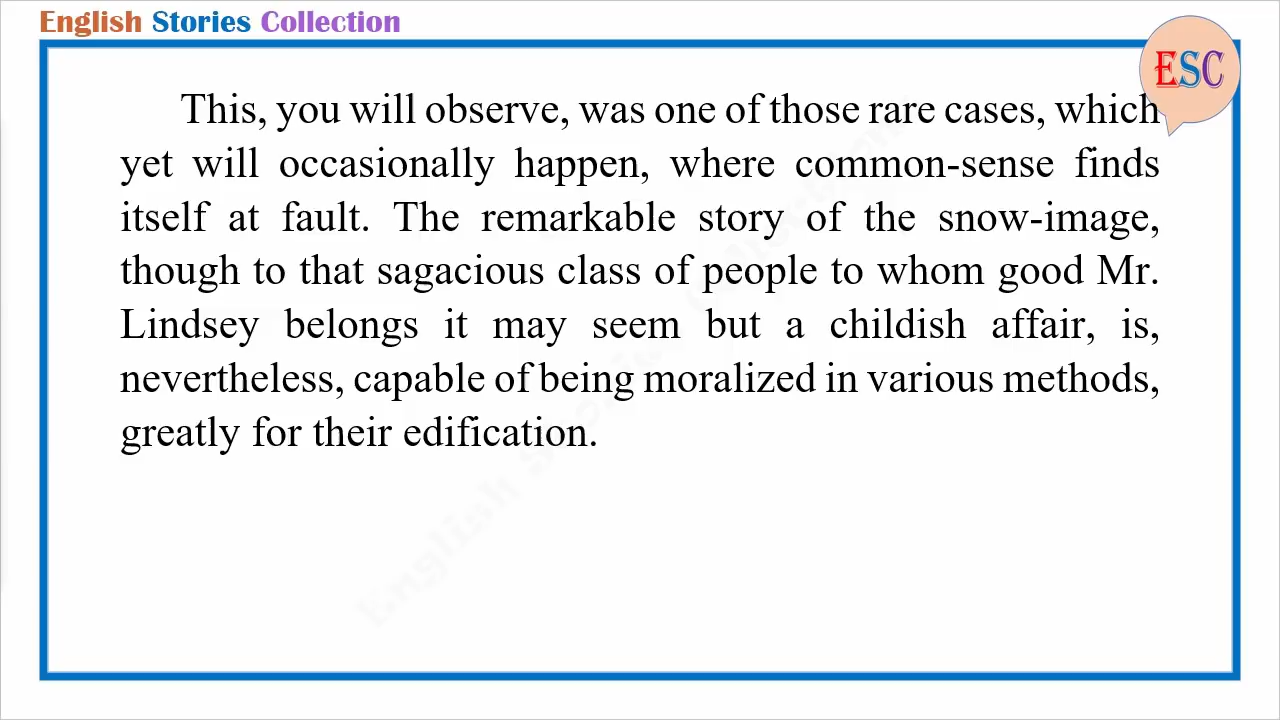 English Stories Collection
ESC
This, you will observe, was one of those rare cases, which
yet will occasionally happen, where common-sense finds
itself at fault. The remarkable story of the snow-image,
though to that sagacious class of people to whom good Mr.
Lindsey belongs it may seem but a childish affair, is,
nevertheless, capable of being moralized in various methods,
greatly for their edification.
English